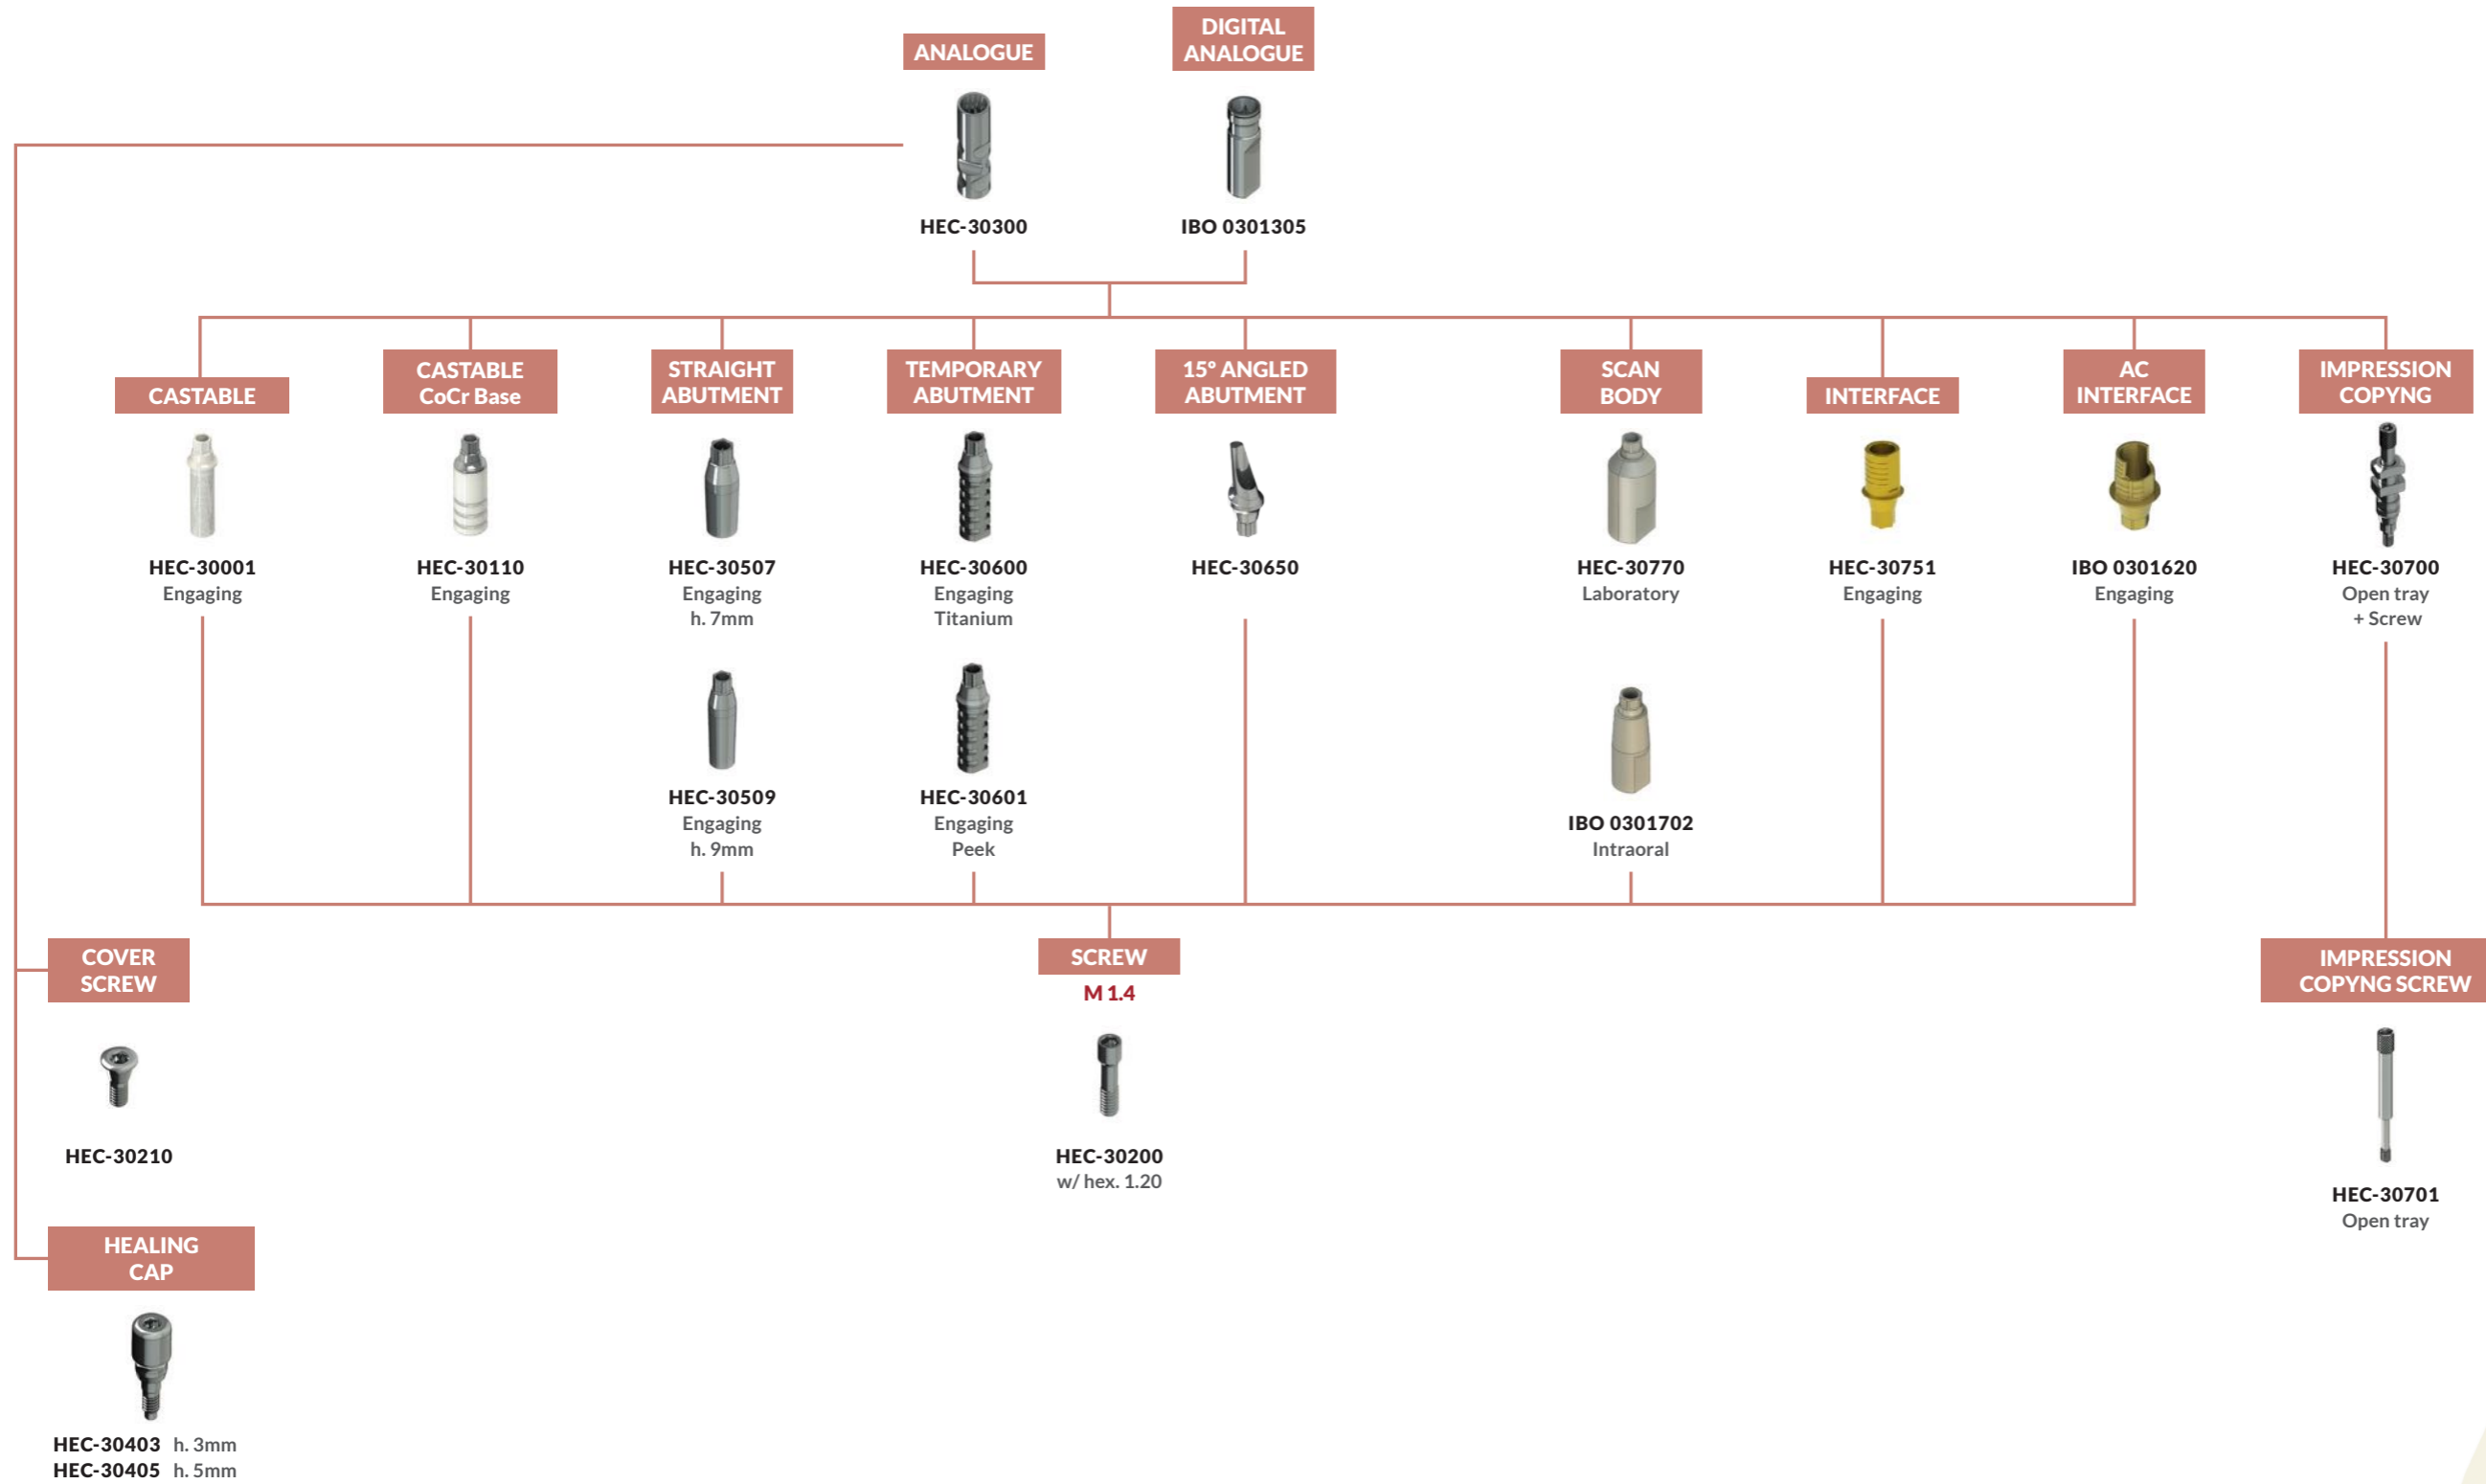 ANALOGUE
DIGITAL
ANALOGUE
HEC-30300
IBO 0301305
CASTABLE
HEC-30001
Engaging
CASTABLE
CoCr Base
HEC-30110
Engaging
STRAIGHT
ABUTMENT
HEC-30507
Engaging
h. 7mm
HEC-30509
Engaging
h. 9mm
TEMPORARY
ABUTMENT
HEC-30600
Engaging
Titanium
HEC-30601
Engaging
Peek
15º ANGLED
ABUTMENT
HEC-30650
SCAN
BODY
HEC-30770
Laboratory
IBO 0301702
Intraoral
INTERFACE
HEC-30751
Engaging
AC
INTERFACE
IBO 0301620
Engaging
IMPRESSION
COPYNG
HEC-30700
Open tray
+ Screw
COVER
SCREW
HEC-30210
SCREW
M 1.4
HEC-30200
w/ hex. 1.20
IMPRESSION
COPYNG SCREW
HEC-30701
Open tray
HEALING
CAP
HEC-30403 h. 3mm
HEC-30405 h. 5mm